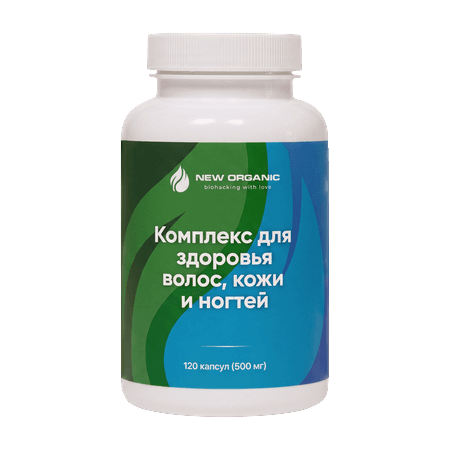 NEW ORGANIC
biohacking with love
Комплекс для
здоровья
волос, кожи
и ногтей
120 капсул (500 мг)